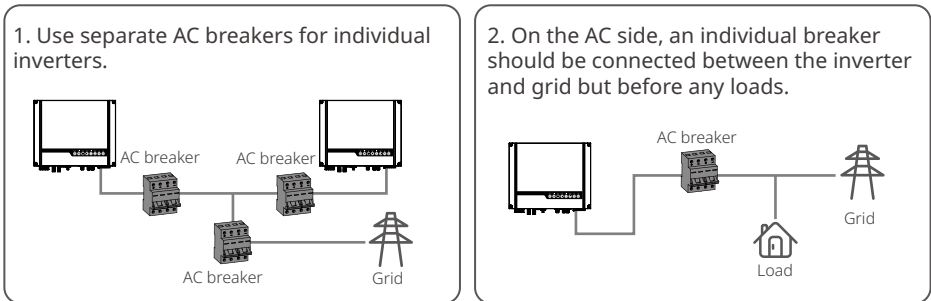 1. Use separate AC breakers for individual
inverters.
AC breaker
AC breaker
AC breaker
Grid
2. On the AC side, an individual breaker
should be connected between the inverter
and grid but before any loads.
AC breaker
Grid
Load